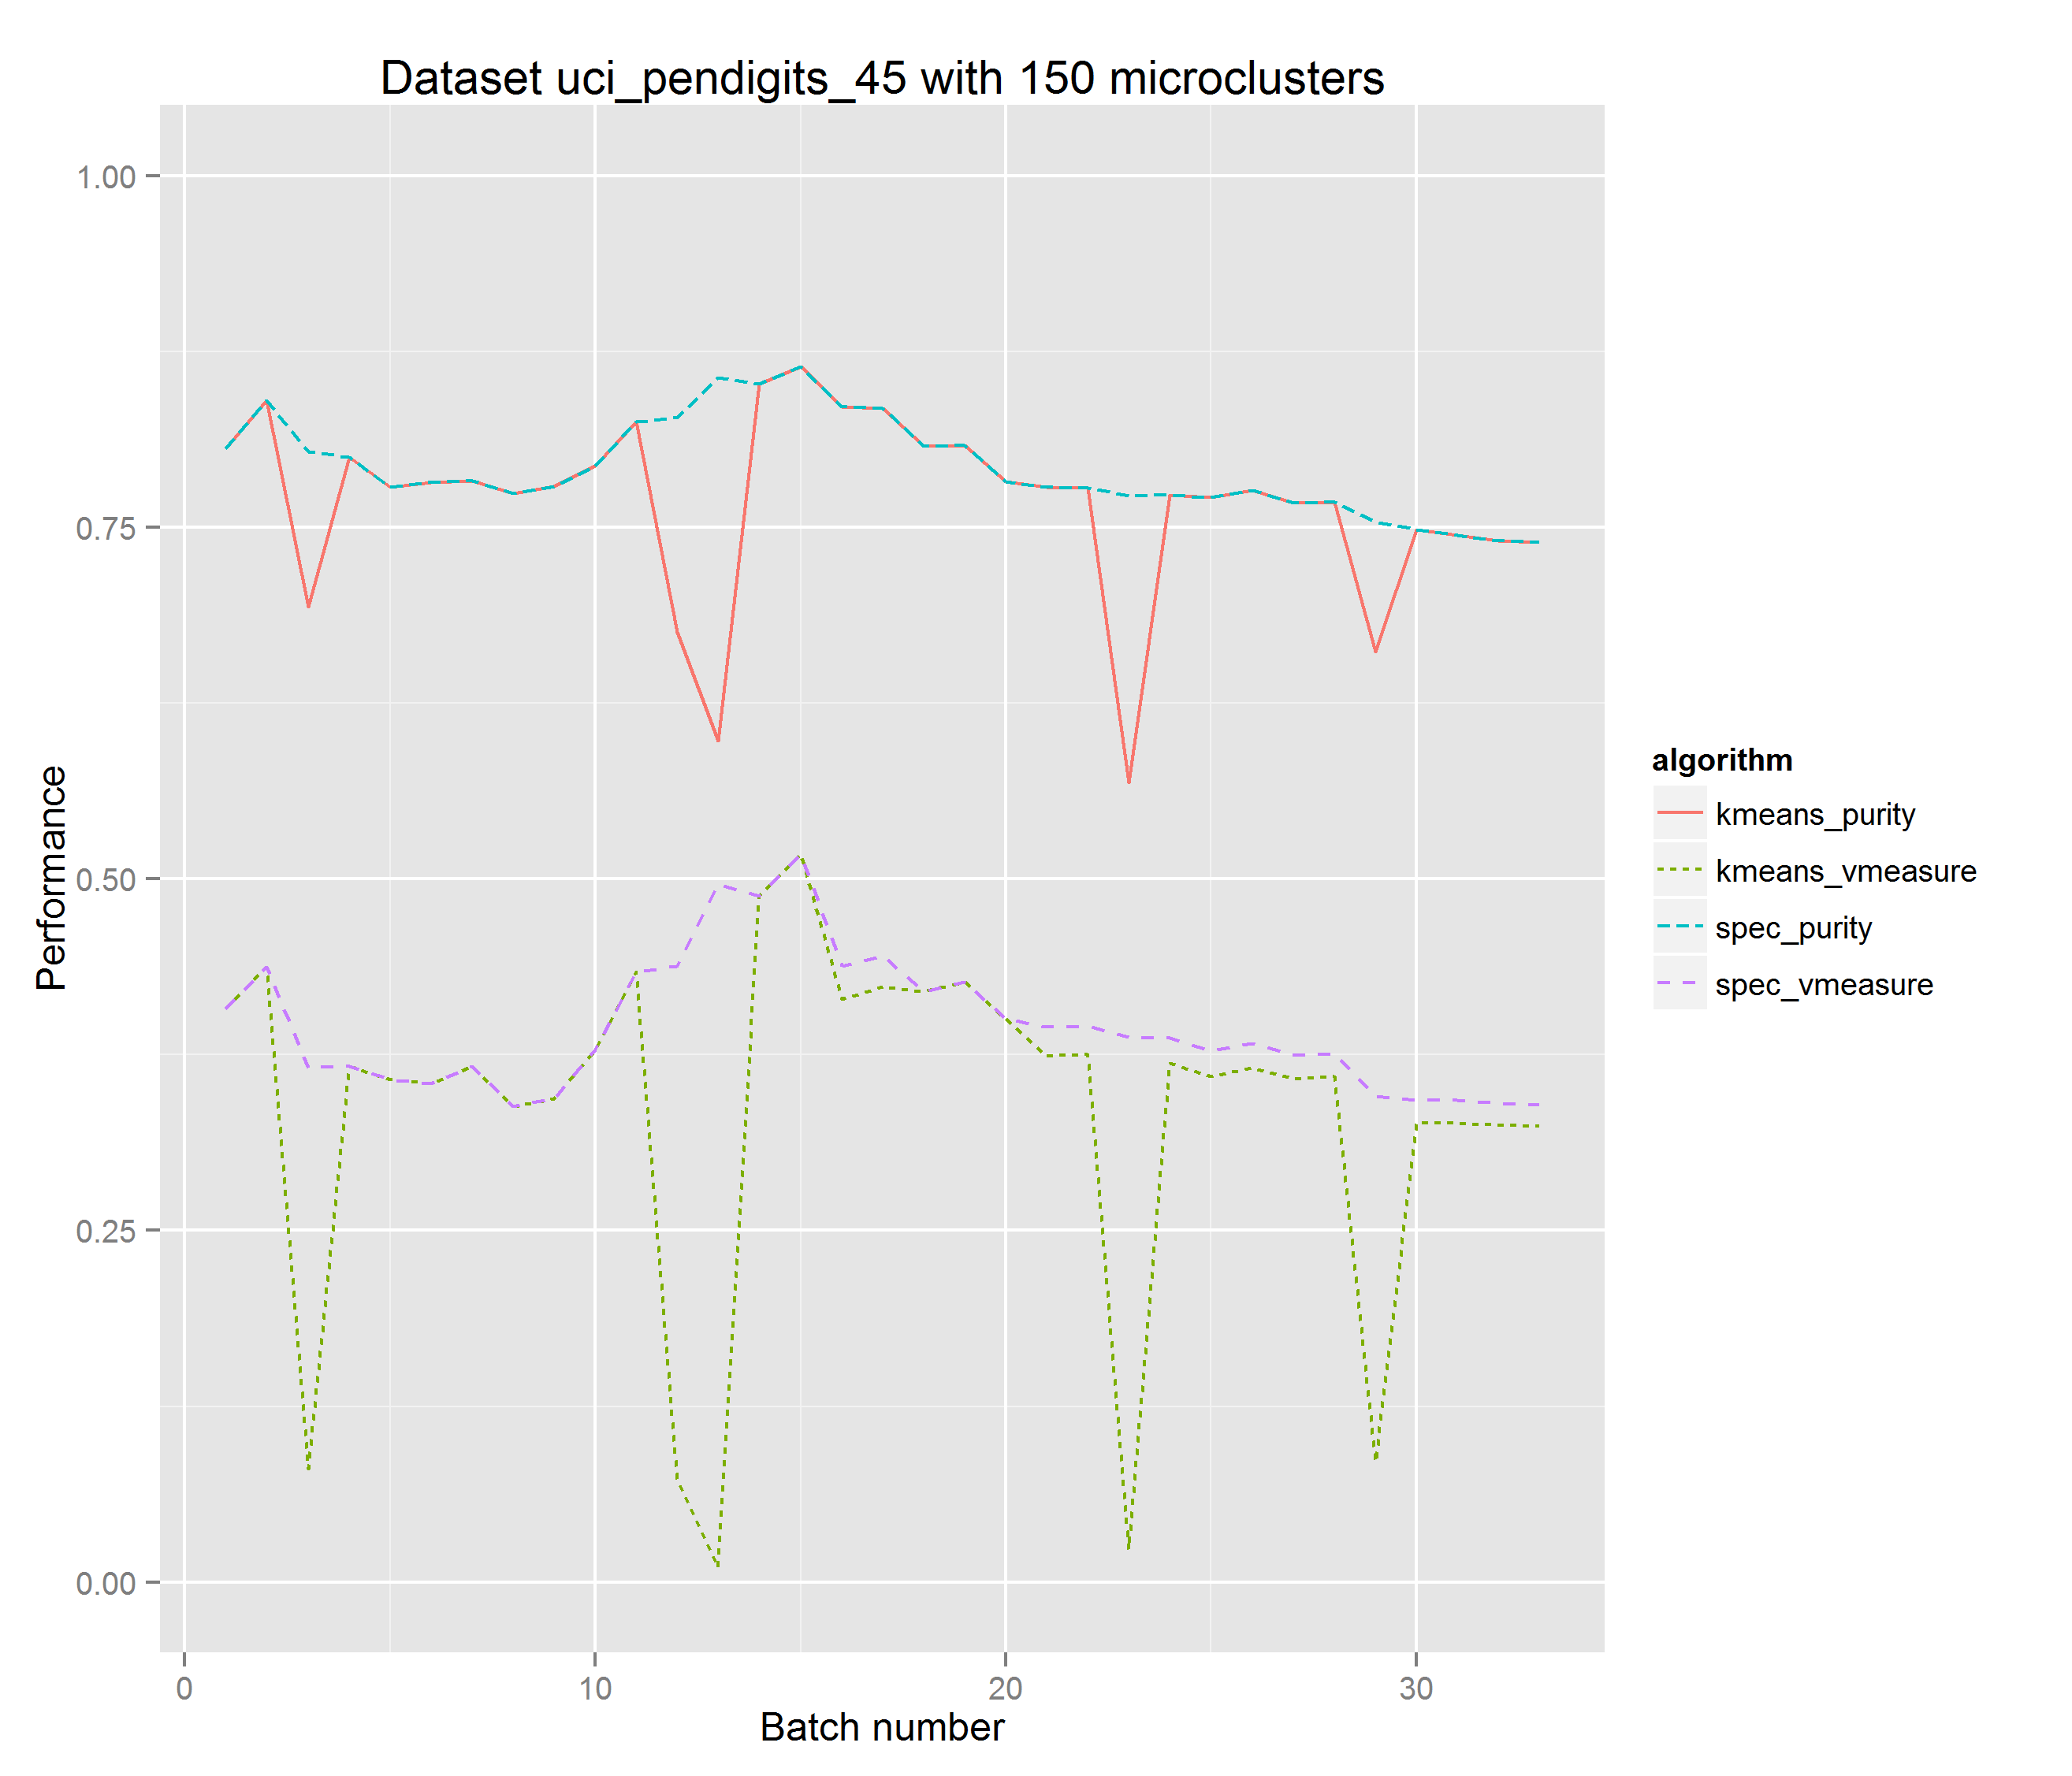 Dataset uci_pendigits_45 with 150 microclusters
1.00
0.75
0.50
0.25
0.00
Performance
0 10 20 30
Batch number
algorithm
kmeans_purity
kmeans_vmeasure
spec_purity
spec_vmeasure